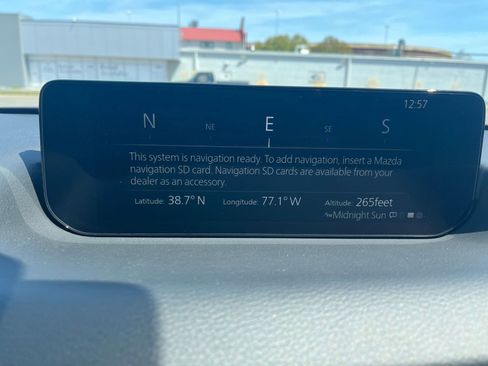 12:57
N NE E SE S
This system is navigation ready. To add navigation, insert a Mazda
navigation SD card. Navigation SD cards are available from your
dealer as an accessory.
Latitude: 38.7° N Longitude: 77.1° W Altitude: 265feet
Midnight Sun